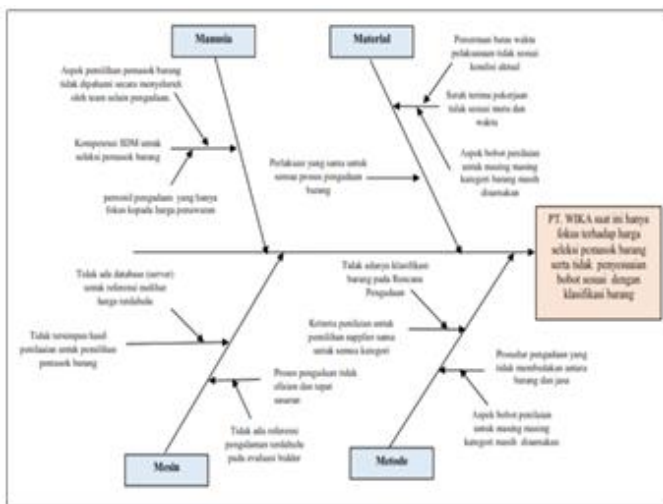 Manusia
Aspek pemilihan pemasok barang
tidak dipahami secara menyeluruh
oleh team selain pengadaan.
Kompetensi SDM untuk
seleksi pemasok barang
personil pengadaan yang hanya
fokus kepada harga penawaran
Material
Penentuan batas waktu
pelaksanaan tidak sesuai
kondisi aktual
Serah terima pekerjaan
tidak sesuai mutu dan
waktu
Aspek bobot penilaian
untuk masing masing
kategori barang masih
disamakan
Perlakuan yang sama untuk
semua proses pengadaan
barang
PT. WIKA saat ini hanya
fokus terhadap harga
seleksi pemasok barang
serta tidak penyesuaian
bobot sesuai dengan
klasifikasi barang
Tidak ada database (server)
untuk referensi melihat
harga terdahulu
Tidak tersimpan hasil
penilaian untuk pemilihan
pemasok barang
Proses pengadaan tidak
efisien dan tepat
sasaran
Tidak ada referensi
pengalaman terdahulu
pada evaluasi bidder
Mesin
Tidak adanya klasifikasi
barang pada Rencana
Pengadaan
Kriteria penilaian untuk
pemilihan supplier sama
untuk semua kategori
Prosedur pengadaan yang
tidak membedakan antara
barang dan jasa
Aspek bobot penilaian
untuk masing masing
kategori masih disamakan
Metode